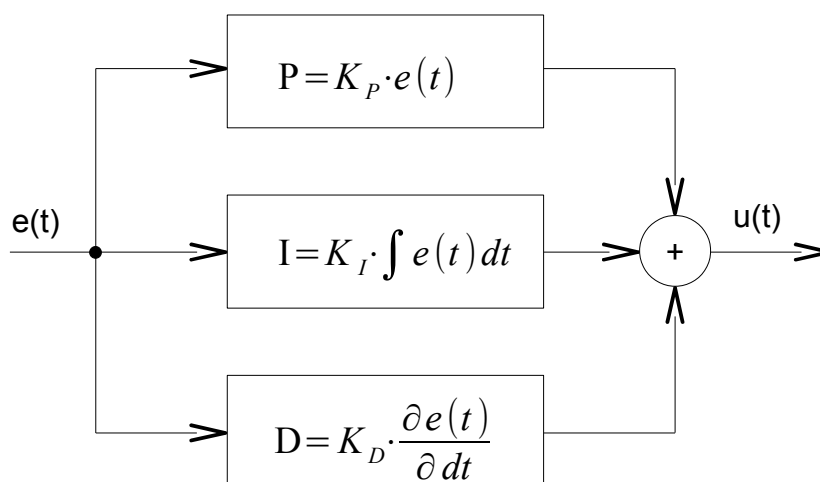 P=K_P·e(t)
e(t)
I=K_I·∫e(t)dt
+
u(t)
D=K_D·∂e(t)/∂dt